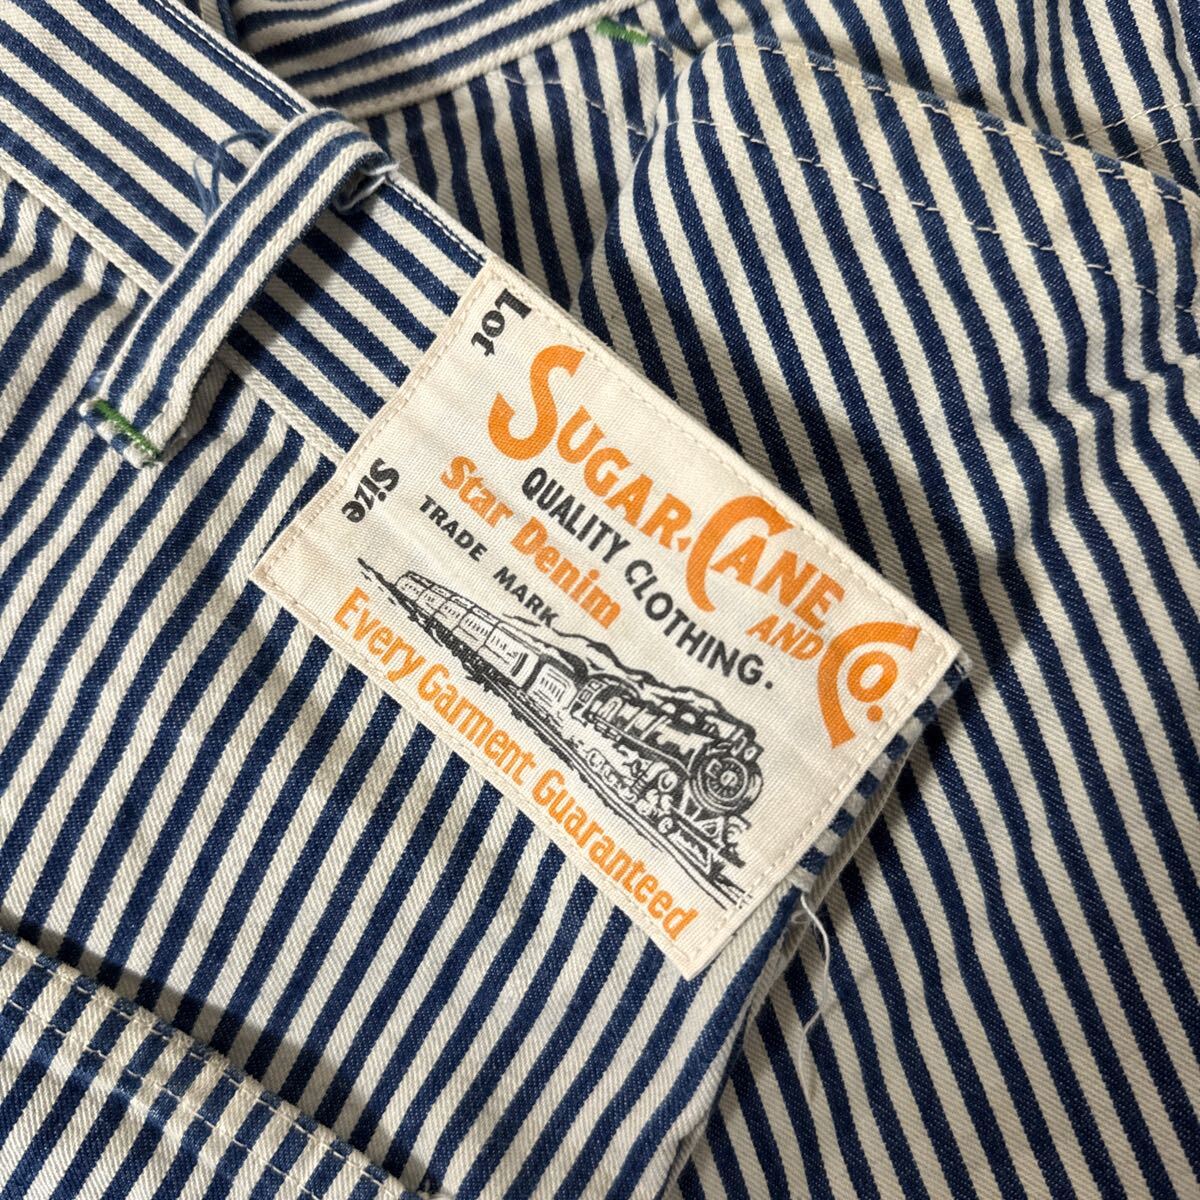 Lot
SUGAR-CANE AND CO.
QUALITY CLOTHING.
Star Denim
TRADE MARK
Size
Every Garment Guaranteed